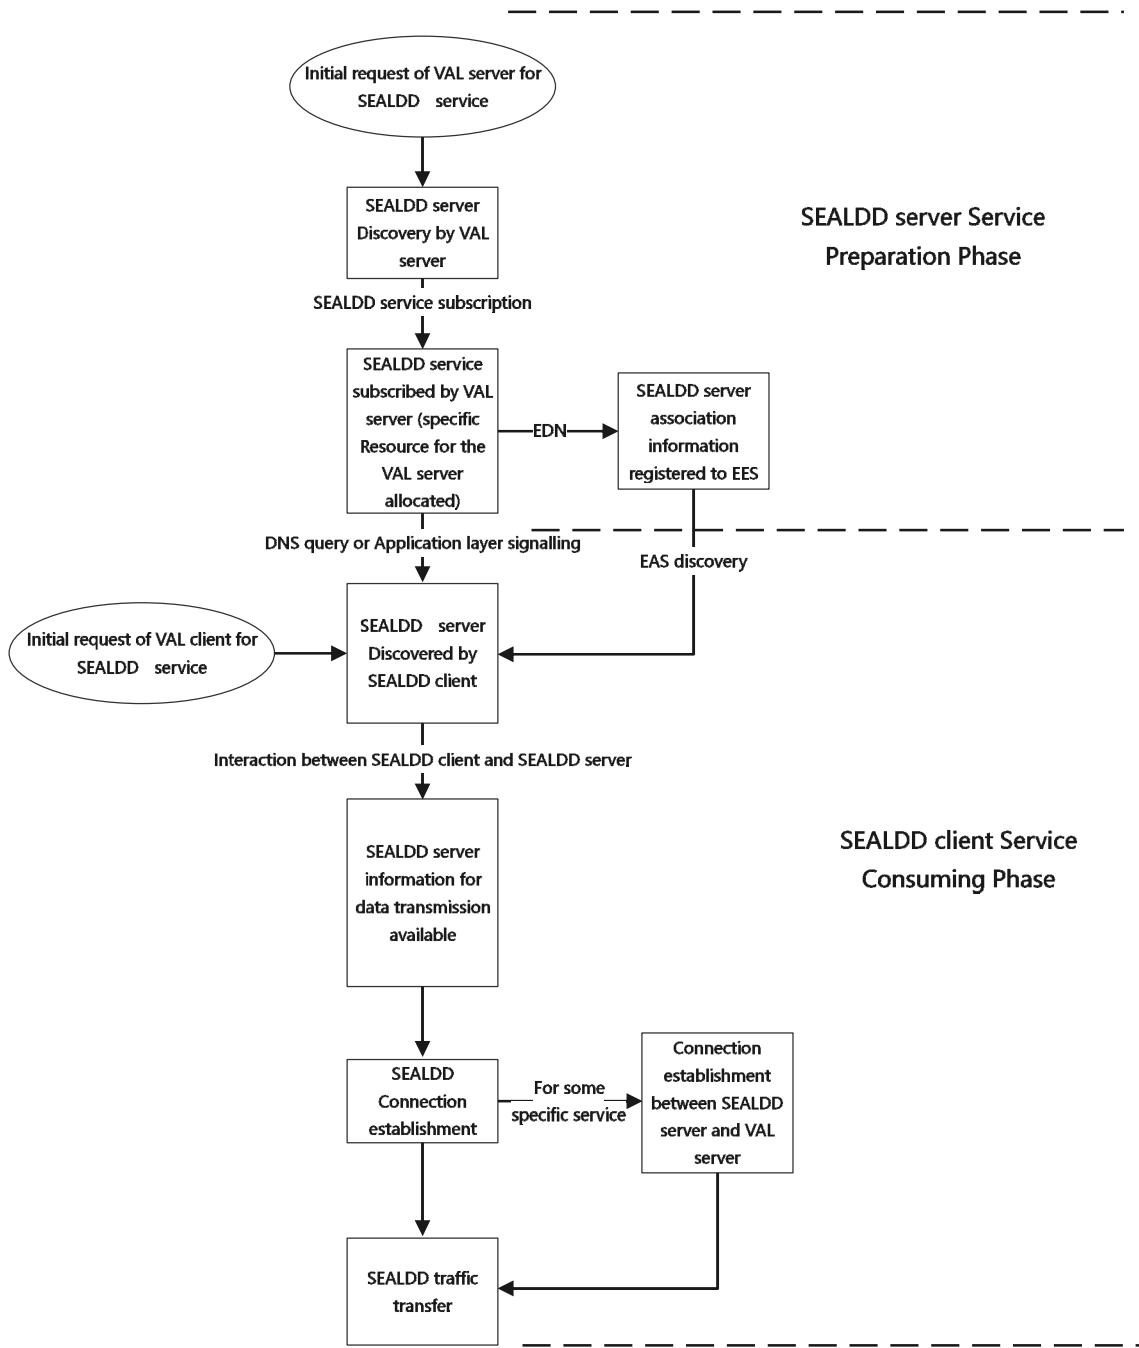 Initial request of VAL server for
SEALDD service
SEALDD server
Discovery by VAL
server
SEALDD server Service
Preparation Phase
SEALDD service subscription
SEALDD service
subscribed by VAL
server (specific
Resource for the
VAL server
allocated)
EDN
SEALDD server
association
information
registered to EES
DNS query or Application layer signalling
EAS discovery
Initial request of VAL client for
SEALDD service
SEALDD server
Discovered by
SEALDD client
Interaction between SEALDD client and SEALDD server
SEALDD server
information for
data transmission
available
SEALDD client Service
Consuming Phase
SEALDD
Connection
establishment
For some
specific service
Connection
establishment
between SEALDD
server and VAL
server
SEALDD traffic
transfer